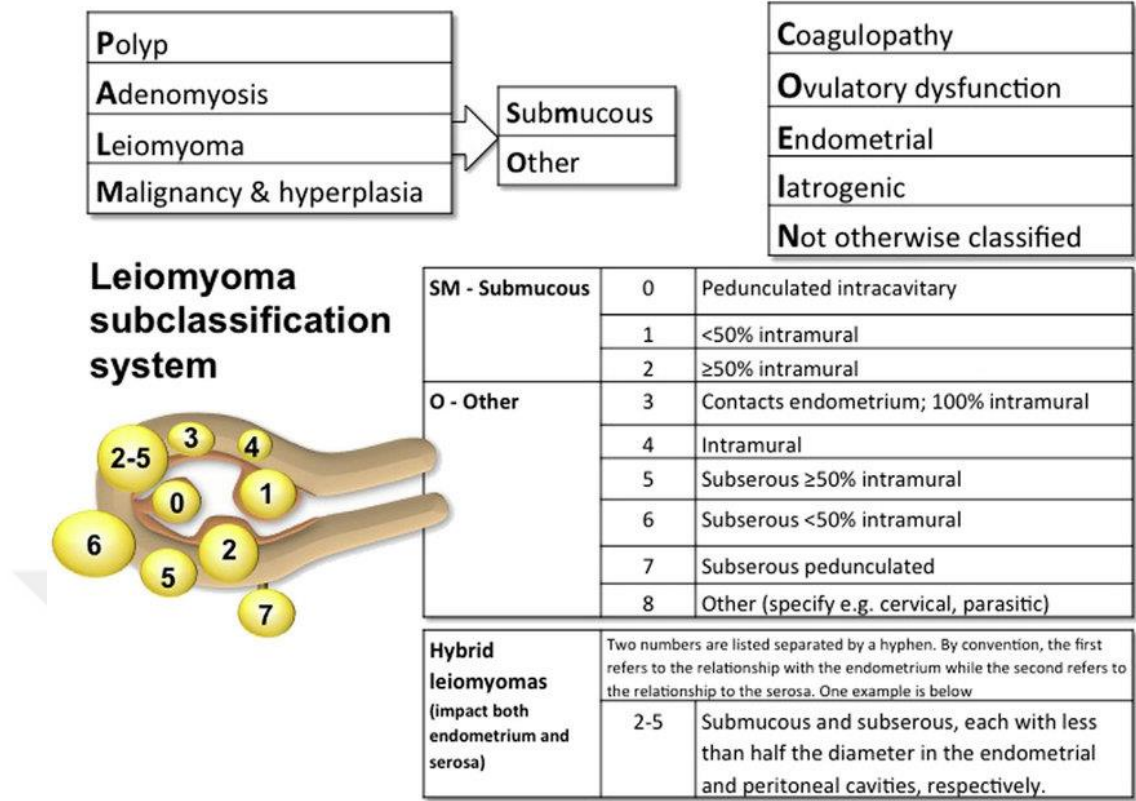 Polyp
Adenomyosis
Leiomyoma
Malignancy & hyperplasia
Submucous
Other
Coagulopathy
Ovulatory dysfunction
Endometrial
Iatrogenic
Not otherwise classified
Leiomyoma
subclassification
system
2-5
3
4
0
1
6
2
5
7
SM - Submucous
0 Pedunculated intracavitary
1 <50% intramural
2 ≥50% intramural
O - Other
3 Contacts endometrium; 100% intramural
4 Intramural
5 Subserous ≥50% intramural
6 Subserous <50% intramural
7 Subserous pedunculated
8 Other (specify e.g. cervical, parasitic)
Hybrid
leiomyomas
(impact both
endometrium and
serosa)
Two numbers are listed separated by a hyphen. By convention, the first
refers to the relationship with the endometrium while the second refers to
the relationship to the serosa. One example is below
2-5 Submucous and subserous, each with less
than half the diameter in the endometrial
and peritoneal cavities, respectively.